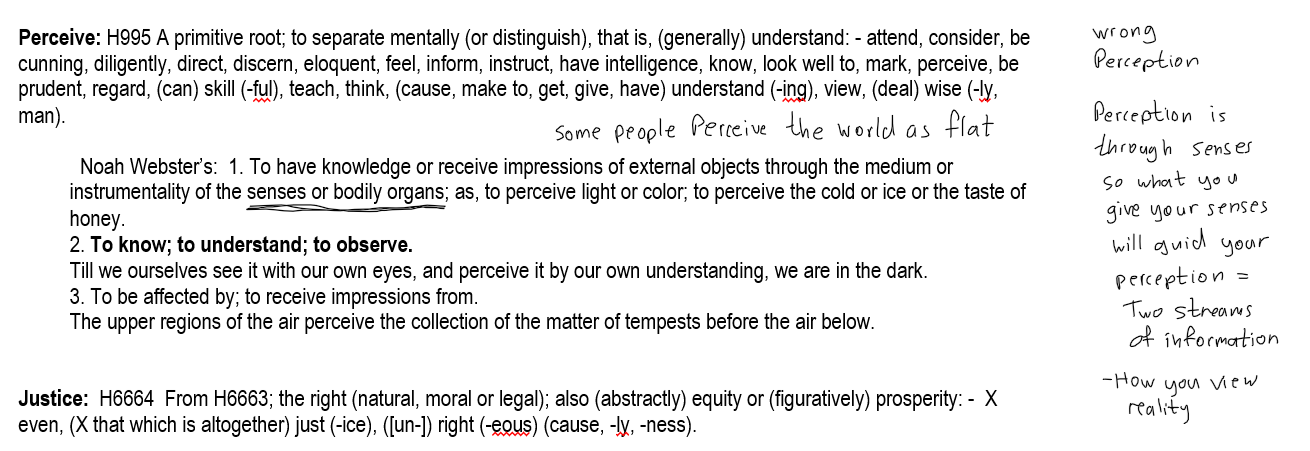 Perceive: H995 A primitive root; to separate mentally (or distinguish), that is, (generally) understand: - attend, consider, be
cunning, diligently, direct, discern, eloquent, feel, inform, instruct, have intelligence, know, look well to, mark, perceive, be
prudent, regard, (can) skill (-ful), teach, think, (cause, make to, get, give, have) understand (-ing), view, (deal) wise (-ly,
man).
some people Perceive the world as flat
Noah Webster's: 1. To have knowledge or receive impressions of external objects through the medium or
instrumentality of the senses or bodily organs; as, to perceive light or color; to perceive the cold or ice or the taste of
honey.
2. To know; to understand; to observe.
Till we ourselves see it with our own eyes, and perceive it by our own understanding, we are in the dark.
3. To be affected by; to receive impressions from.
The upper regions of the air perceive the collection of the matter of tempests before the air below.
Justice: H6664 From H6663; the right (natural, moral or legal); also (abstractly) equity or (figuratively) prosperity: - X
even, (X that which is altogether) just (-ice), ([un-]) right (-eous) (cause, -ly, -ness).
wrong
Perception
Perception is
through senses
so what you
give your senses
will guid your
perception =
Two streams
of information
-How you view
reality